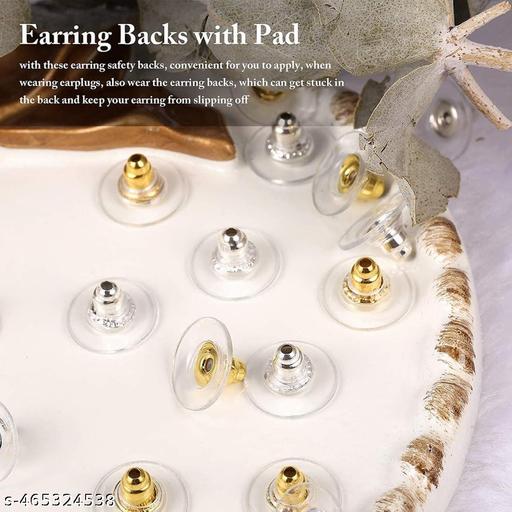 Earring Backs with Pad
with these earring safety backs, convenient for you to apply, when
wearing earplugs, also wear the earring backs, which can get stuck in
the back and keep your earring from slipping off
s-465324538